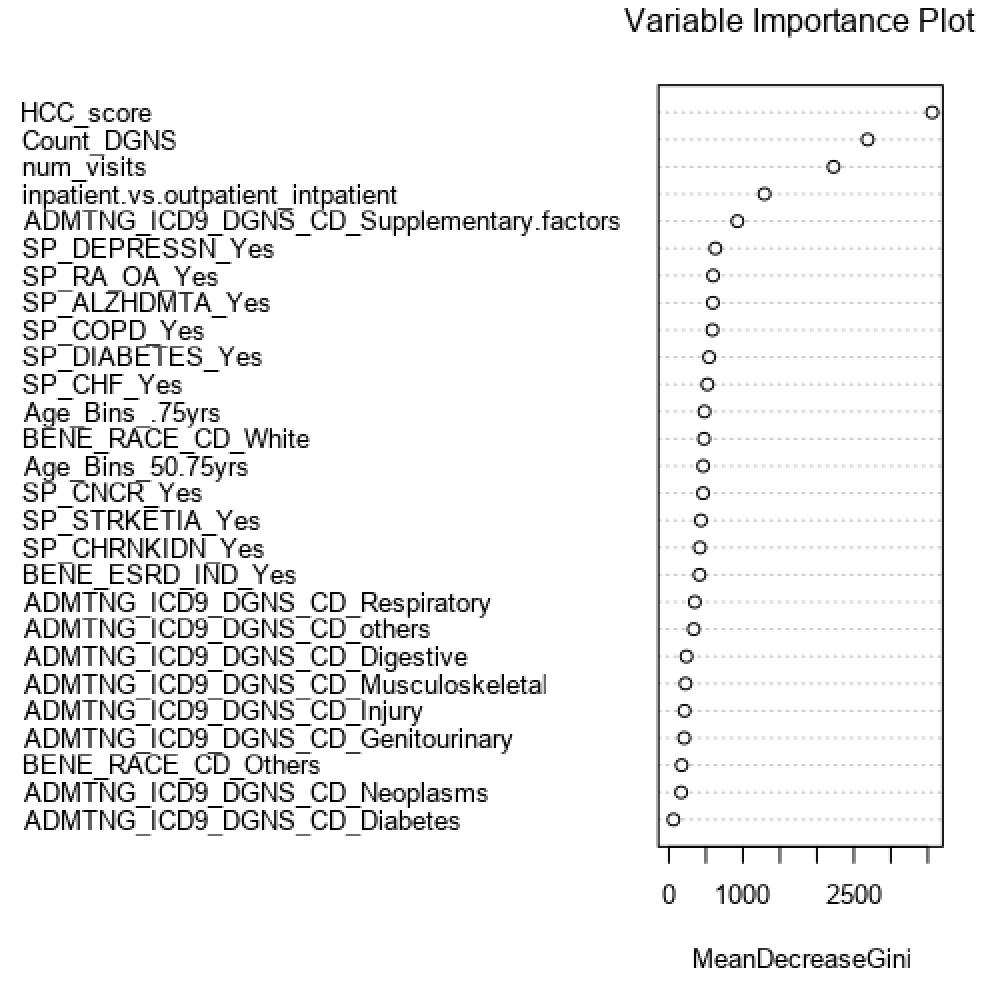 Variable Importance Plot
HCC_score
Count_DGNS
num_visits
inpatient.vs.outpatient_intpatient
ADMTNG_ICD9_DGNS_CD_Supplementary.factors
SP_DEPRESSN_Yes
SP_RA_OA_Yes
SP_ALZHDMTA_Yes
SP_COPD_Yes
SP_DIABETES_Yes
SP_CHF_Yes
Age_Bins_.75yrs
BENE_RACE_CD_White
Age_Bins_50.75yrs
SP_CNCR_Yes
SP_STRKETIA_Yes
SP_CHRNKIDN_Yes
BENE_ESRD_IND_Yes
ADMTNG_ICD9_DGNS_CD_Respiratory
ADMTNG_ICD9_DGNS_CD_others
ADMTNG_ICD9_DGNS_CD_Digestive
ADMTNG_ICD9_DGNS_CD_Musculoskeletal
ADMTNG_ICD9_DGNS_CD_Injury
ADMTNG_ICD9_DGNS_CD_Genitourinary
BENE_RACE_CD_Others
ADMTNG_ICD9_DGNS_CD_Neoplasms
ADMTNG_ICD9_DGNS_CD_Diabetes
0 1000 2500
MeanDecreaseGini